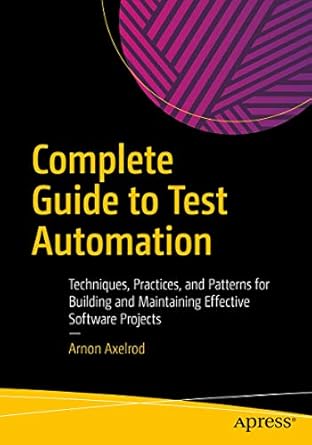 Complete
Guide to Test
Automation
Techniques, Practices, and Patterns for
Building and Maintaining Effective
Software Projects
—
Arnon Axelrod
Apress®